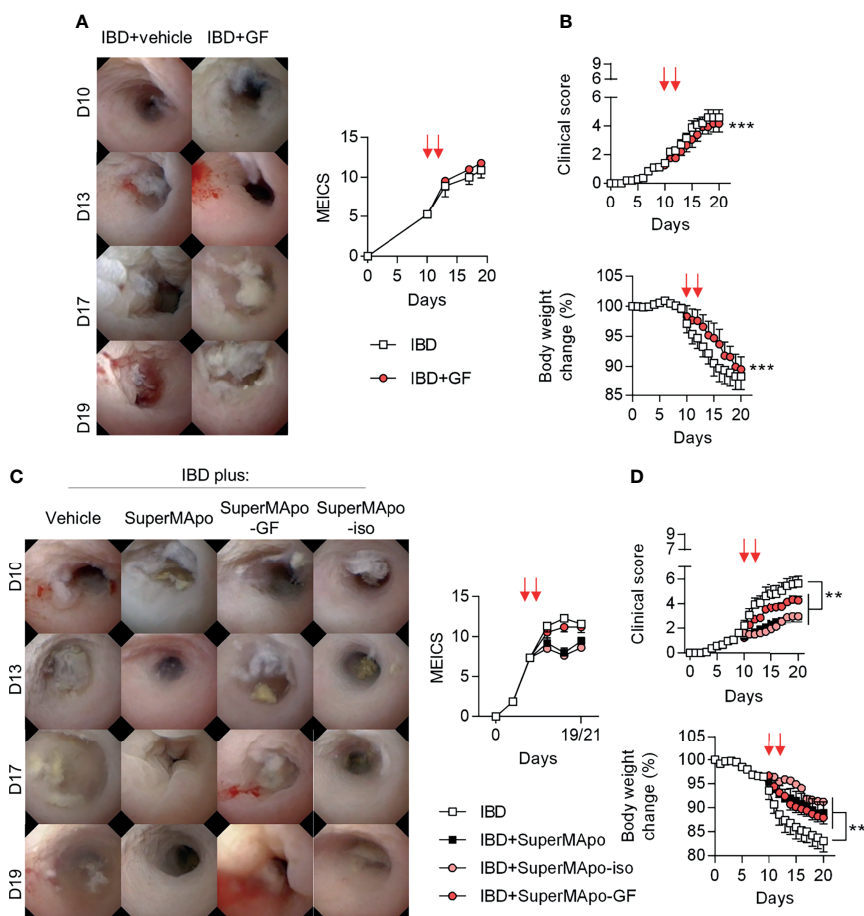 A
IBD+vehicle IBD+GF
D10
D13
D17
D19
MEICS
15
10
5
0
0 5 10 15 20
Days
IBD
IBD+GF
B
Clinical score
9
6
6
4
2
0
0 5 10 15 20
Days
***
Body weight
change (%)
105
100
95
90
85
0 5 10 15 20
Days
***
C
IBD plus:
Vehicle SuperMApo SuperMApo
-GF SuperMApo
-iso
D10
D13
D17
D19
MEICS
15
10
5
0
0 19/21
Days
IBD
IBD+SuperMApo
IBD+SuperMApo-iso
IBD+SuperMApo-GF
D
Clinical score
9
7
6
4
2
0
0 5 10 15 20
Days
**
Body weight
change (%)
105
100
95
90
85
80
0 5 10 15 20
Days
**